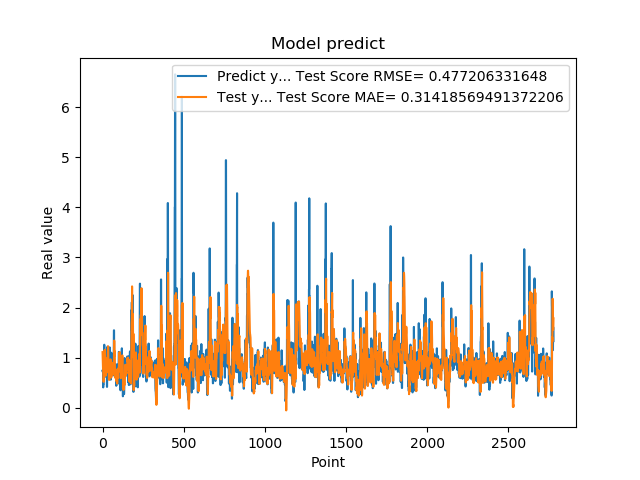 Model predict
Predict y... Test Score RMSE= 0.477206331648
Test y... Test Score MAE= 0.31418569491372206
6
5
4
3
2
1
0
Real value
0 500 1000 1500 2000 2500
Point